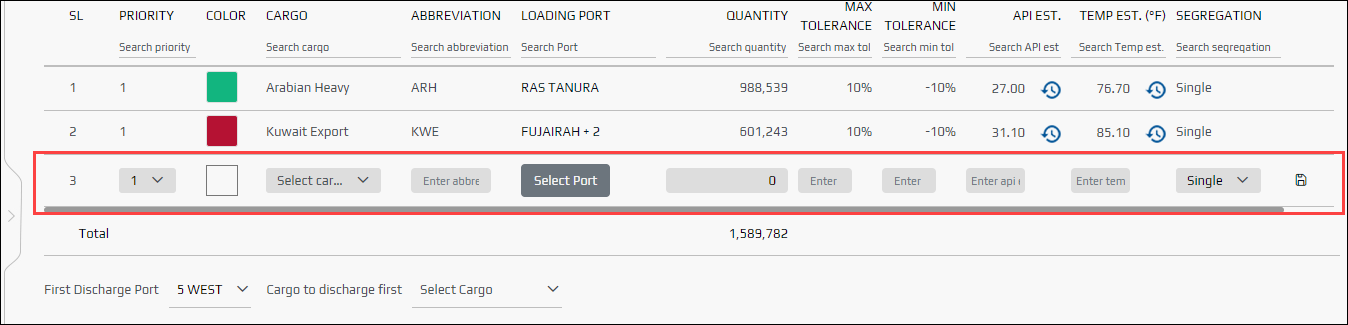 SL PRIORITY COLOR CARGO ABBREVIATION LOADING PORT QUANTITY MAX TOLERANCE MIN TOLERANCE API EST. TEMP EST. (°F) SEGREGATION
Search priority Search cargo Search abbreviation Search Port Search quantity Search max tol Search min tol Search API est Search Temp est. Search segregation
1 1 Arabian Heavy ARH RAS TANURA 988,539 10% -10% 27.00 76.70 Single
2 1 Kuwait Export KWE FUJAIRAH + 2 601,243 10% -10% 31.10 85.10 Single
3 1 Select car... Enter abbre Select Port 0 Enter Enter Enter api Enter tem Single
Total 1,589,782
First Discharge Port 5 WEST Cargo to discharge first Select Cargo